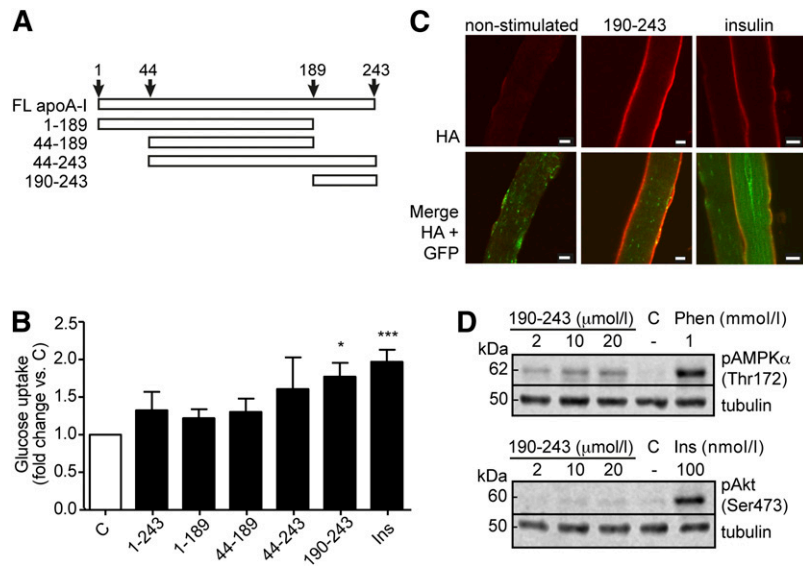 A
1 44 189 243
FL apoA-I
1-189
44-189
44-243
190-243
B
Glucose uptake
(fold change vs. C)
2.5
2.0
1.5
1.0
0.5
0.0
* ***
C 1-243 1-189 44-189 44-243 190-243 Ins
C
non-stimulated 190-243 insulin
HA
Merge
HA +
GFP
D
190-243 (µmol/l) C Phen (mmol/l)
kDa 2 10 20 - 1
62 pAMPKα
(Thr172)
50 tubulin
190-243 (µmol/l) C Ins (nmol/l)
kDa 2 10 20 - 100
60 pAkt
(Ser473)
50 tubulin